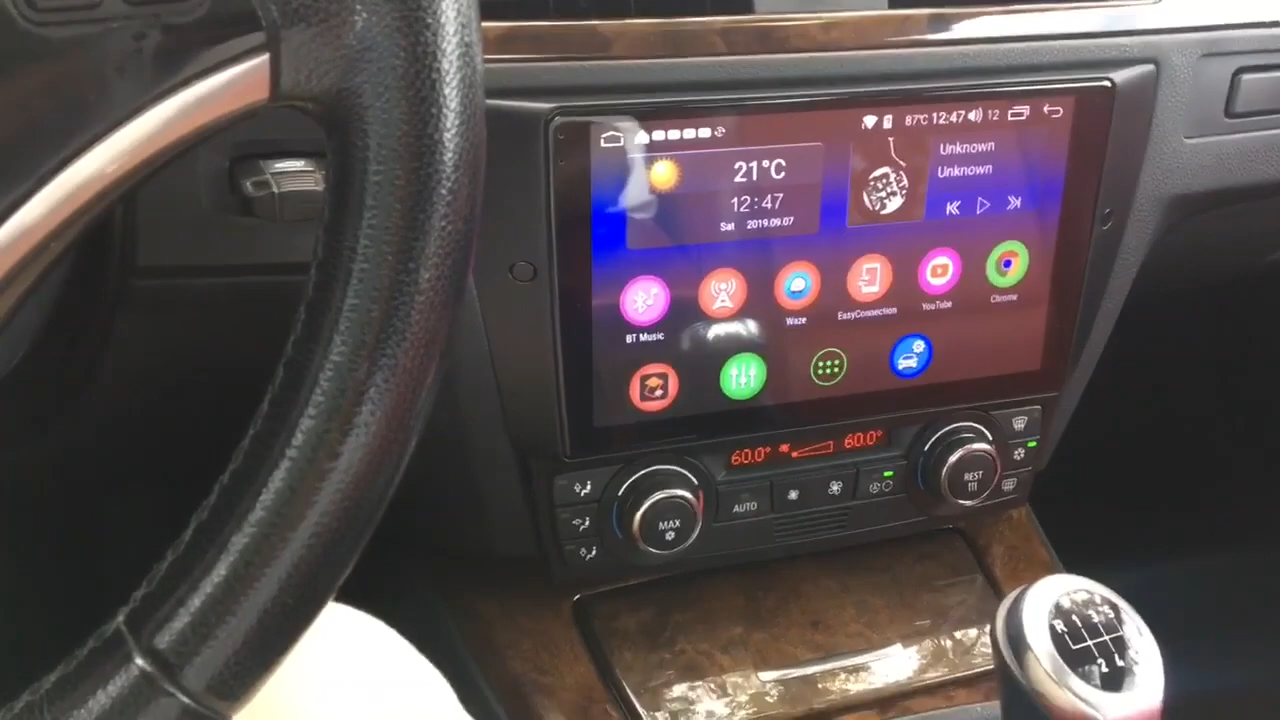 87°C 12:47 12
21°C
12:47
Sat 2019.09.07
Unknown
Unknown
BT Music
Waze
EasyConnection
YouTube
Chrome
60.0° 60.0°
MAX
AUTO
REST
R 1 3 5
2 4